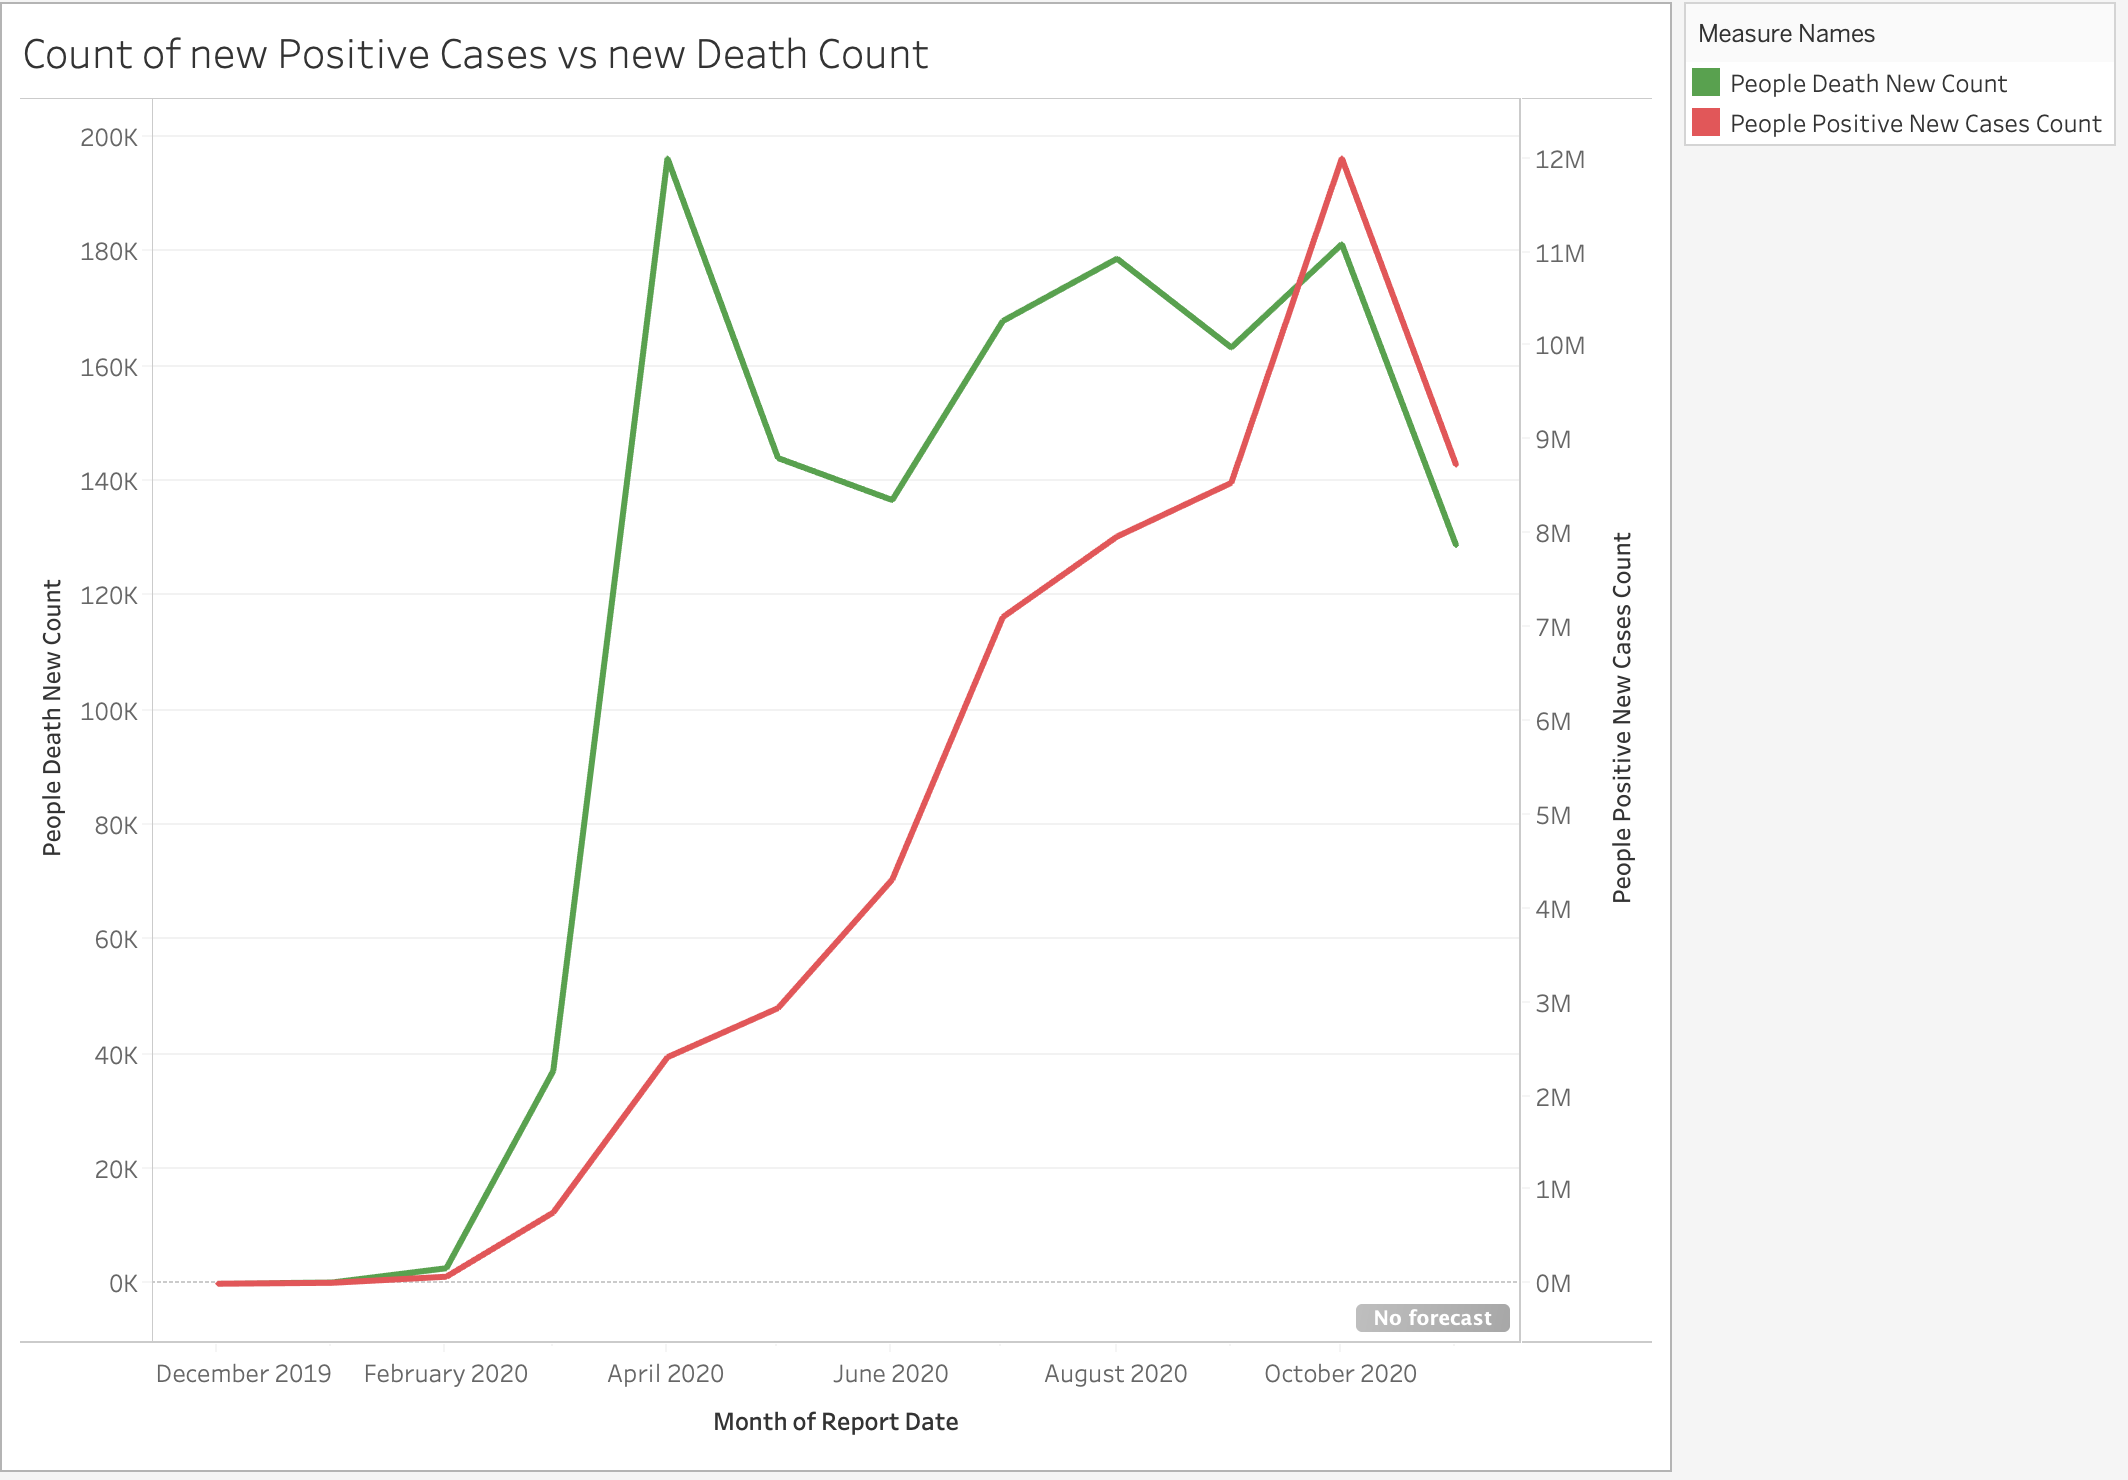 Count of new Positive Cases vs new Death Count
Measure Names
People Death New Count
People Positive New Cases Count
200K
180K
160K
140K
120K
100K
80K
60K
40K
20K
0K
People Death New Count
12M
11M
10M
9M
8M
7M
6M
5M
4M
3M
2M
1M
0M
People Positive New Cases Count
No forecast
December 2019 February 2020 April 2020 June 2020 August 2020 October 2020
Month of Report Date